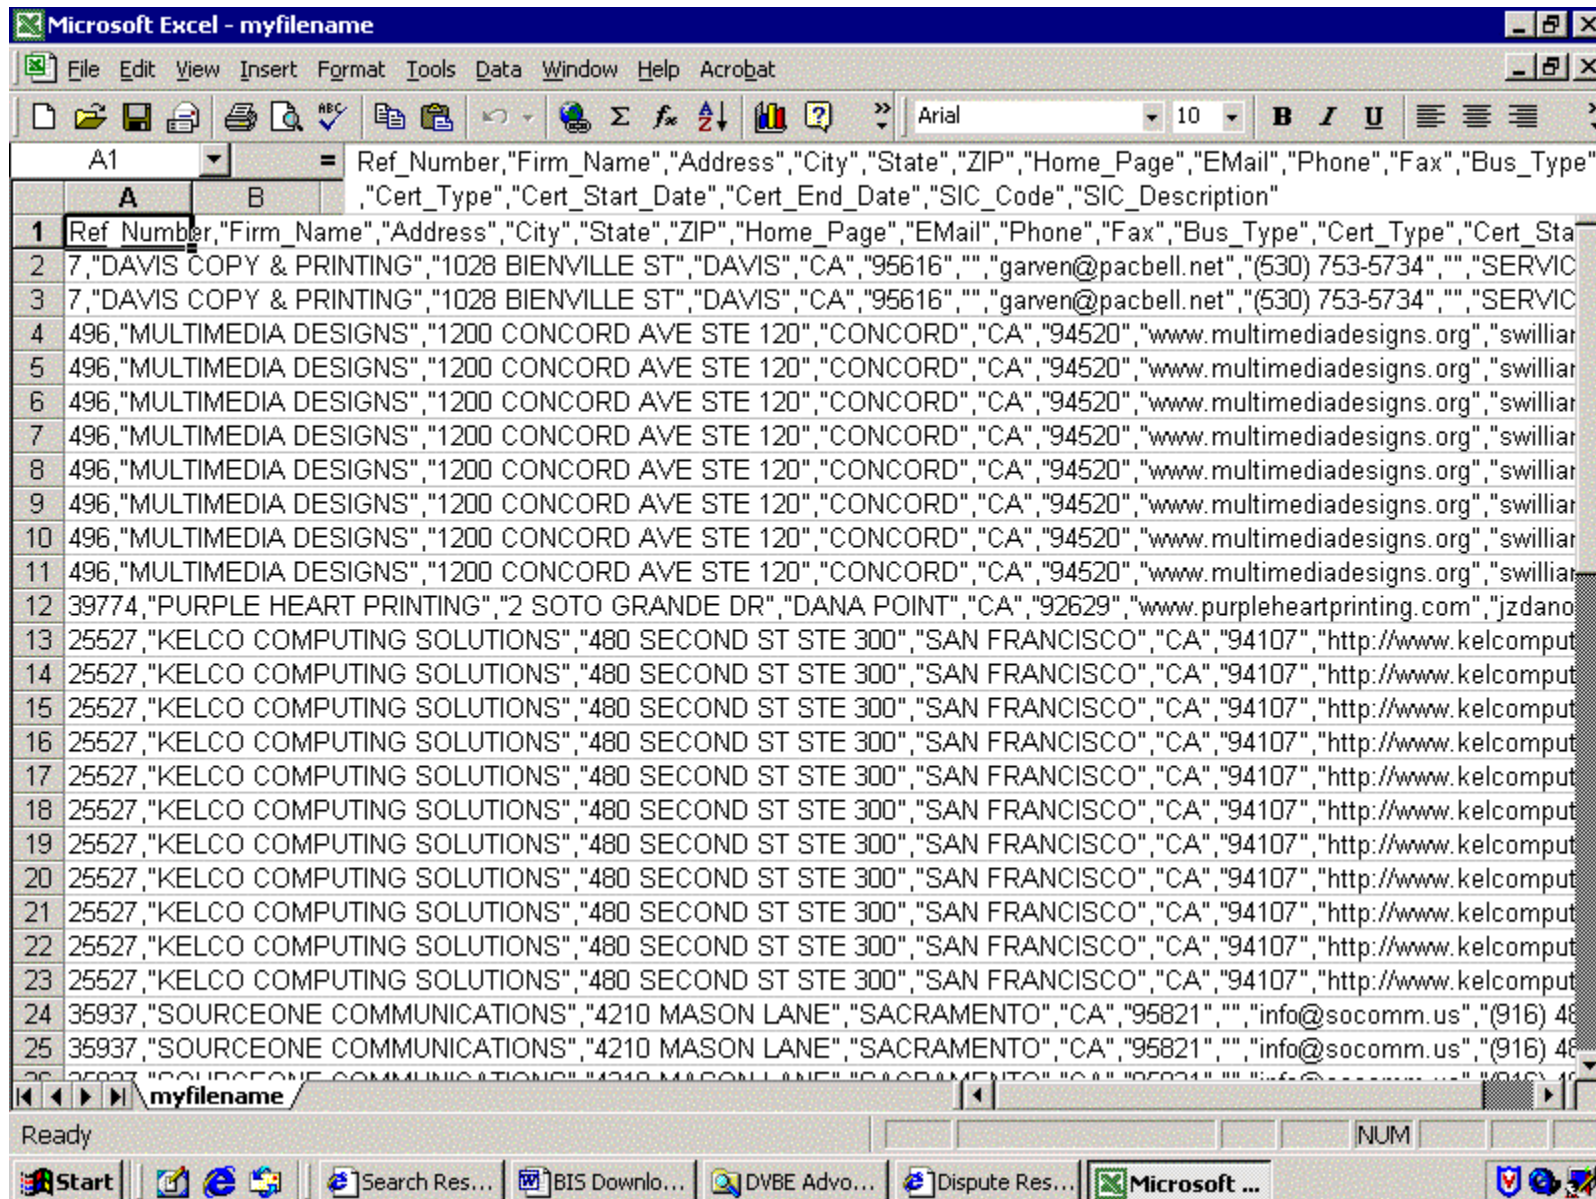 Microsoft Excel - myfilename
File Edit View Insert Format Tools Data Window Help Acrobat
Arial 10 B I U
A1 = Ref_Number,"Firm_Name","Address","City","State","ZIP","Home_Page","EMail","Phone","Fax","Bus_Type"
,"Cert_Type","Cert_Start_Date","Cert_End_Date","SIC_Code","SIC_Description"
A B
1 Ref_Number,"Firm_Name","Address","City","State","ZIP","Home_Page","EMail","Phone","Fax","Bus_Type","Cert_Type","Cert_Sta
2 7,"DAVIS COPY & PRINTING","1028 BIENVILLE ST","DAVIS","CA","95616","","garven@pacbell.net","(530) 753-5734","","SERVIC
3 7,"DAVIS COPY & PRINTING","1028 BIENVILLE ST","DAVIS","CA","95616","","garven@pacbell.net","(530) 753-5734","","SERVIC
4 496,"MULTIMEDIA DESIGNS","1200 CONCORD AVE STE 120","CONCORD","CA","94520","www.multimediadesigns.org","swilliar
5 496,"MULTIMEDIA DESIGNS","1200 CONCORD AVE STE 120","CONCORD","CA","94520","www.multimediadesigns.org","swilliar
6 496,"MULTIMEDIA DESIGNS","1200 CONCORD AVE STE 120","CONCORD","CA","94520","www.multimediadesigns.org","swilliar
7 496,"MULTIMEDIA DESIGNS","1200 CONCORD AVE STE 120","CONCORD","CA","94520","www.multimediadesigns.org","swilliar
8 496,"MULTIMEDIA DESIGNS","1200 CONCORD AVE STE 120","CONCORD","CA","94520","www.multimediadesigns.org","swilliar
9 496,"MULTIMEDIA DESIGNS","1200 CONCORD AVE STE 120","CONCORD","CA","94520","www.multimediadesigns.org","swilliar
10 496,"MULTIMEDIA DESIGNS","1200 CONCORD AVE STE 120","CONCORD","CA","94520","www.multimediadesigns.org","swilliar
11 496,"MULTIMEDIA DESIGNS","1200 CONCORD AVE STE 120","CONCORD","CA","94520","www.multimediadesigns.org","swilliar
12 39774,"PURPLE HEART PRINTING","2 SOTO GRANDE DR","DANA POINT","CA","92629","www.purpleheartprinting.com","jzdano
13 25527,"KELCO COMPUTING SOLUTIONS","480 SECOND ST STE 300","SAN FRANCISCO","CA","94107","http://www.kelcomput
14 25527,"KELCO COMPUTING SOLUTIONS","480 SECOND ST STE 300","SAN FRANCISCO","CA","94107","http://www.kelcomput
15 25527,"KELCO COMPUTING SOLUTIONS","480 SECOND ST STE 300","SAN FRANCISCO","CA","94107","http://www.kelcomput
16 25527,"KELCO COMPUTING SOLUTIONS","480 SECOND ST STE 300","SAN FRANCISCO","CA","94107","http://www.kelcomput
17 25527,"KELCO COMPUTING SOLUTIONS","480 SECOND ST STE 300","SAN FRANCISCO","CA","94107","http://www.kelcomput
18 25527,"KELCO COMPUTING SOLUTIONS","480 SECOND ST STE 300","SAN FRANCISCO","CA","94107","http://www.kelcomput
19 25527,"KELCO COMPUTING SOLUTIONS","480 SECOND ST STE 300","SAN FRANCISCO","CA","94107","http://www.kelcomput
20 25527,"KELCO COMPUTING SOLUTIONS","480 SECOND ST STE 300","SAN FRANCISCO","CA","94107","http://www.kelcomput
21 25527,"KELCO COMPUTING SOLUTIONS","480 SECOND ST STE 300","SAN FRANCISCO","CA","94107","http://www.kelcomput
22 25527,"KELCO COMPUTING SOLUTIONS","480 SECOND ST STE 300","SAN FRANCISCO","CA","94107","http://www.kelcomput
23 25527,"KELCO COMPUTING SOLUTIONS","480 SECOND ST STE 300","SAN FRANCISCO","CA","94107","http://www.kelcomput
24 35937,"SOURCEONE COMMUNICATIONS","4210 MASON LANE","SACRAMENTO","CA","95821","","info@socomm.us","(916) 48
25 35937,"SOURCEONE COMMUNICATIONS","4210 MASON LANE","SACRAMENTO","CA","95821","","info@socomm.us","(916) 48
26 35937,"SOURCEONE COMMUNICATIONS","4210 MASON LANE","SACRAMENTO","CA","95821","","info@socomm.us","(916) 48
myfilename
Ready NUM
Start Search Res... BIS Downlo... DVBE Advo... Dispute Res... Microsoft ...